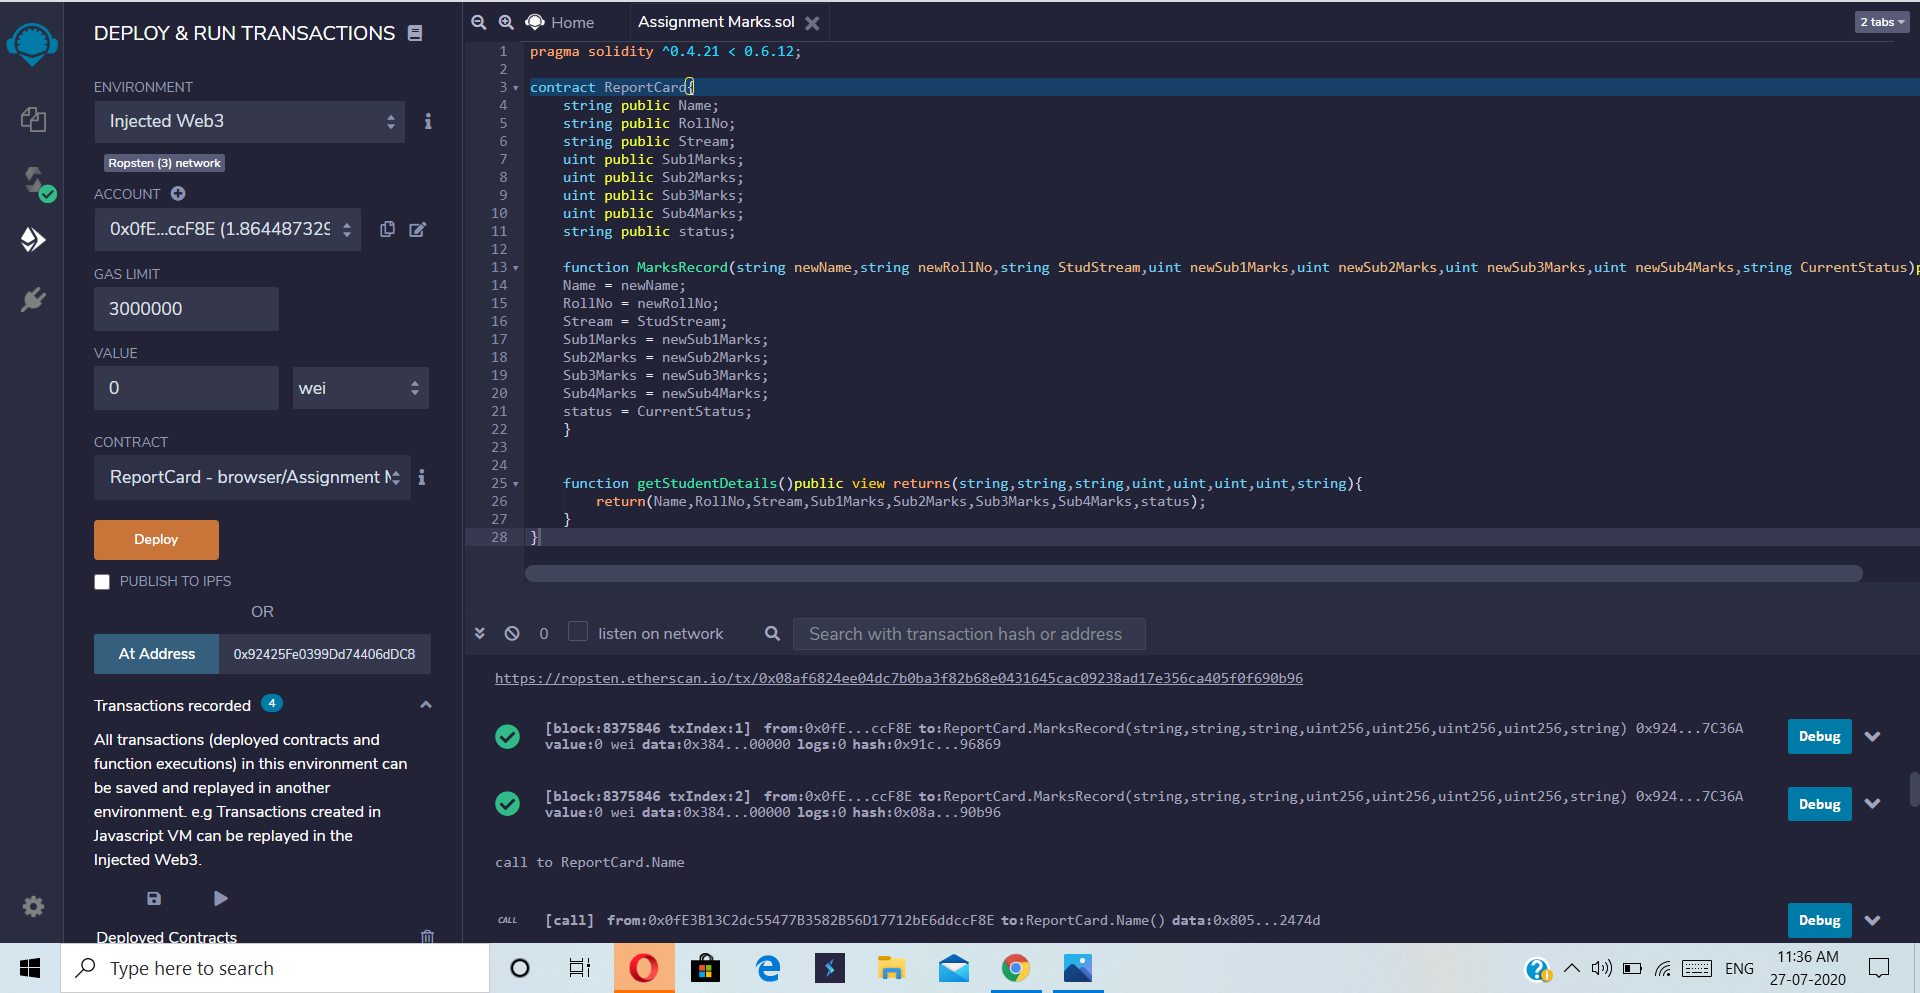 DEPLOY & RUN TRANSACTIONS
ENVIRONMENT
Injected Web3
Ropsten (3) network
ACCOUNT
0x0fE...ccF8E (1.864487329
GAS LIMIT
3000000
VALUE
0
wei
CONTRACT
ReportCard - browser/Assignment M
Deploy
PUBLISH TO IPFS
OR
At Address
0x92425Fe0399Dd74406dDC8
Transactions recorded 4
All transactions (deployed contracts and
function executions) in this environment can
be saved and replayed in another
environment. e.g Transactions created in
Javascript VM can be replayed in the
Injected Web3.
Deployed Contracts
Home
Assignment Marks.sol
2 tabs
1 pragma solidity ^0.4.21 < 0.6.12;
2
3 contract ReportCard{
4 string public Name;
5 string public RollNo;
6 string public Stream;
7 uint public Sub1Marks;
8 uint public Sub2Marks;
9 uint public Sub3Marks;
10 uint public Sub4Marks;
11 string public status;
12
13 function MarksRecord(string newName,string newRollNo,string StudStream,uint newSub1Marks,uint newSub2Marks,uint newSub3Marks,uint newSub4Marks,string CurrentStatus)p
14 Name = newName;
15 RollNo = newRollNo;
16 Stream = StudStream;
17 Sub1Marks = newSub1Marks;
18 Sub2Marks = newSub2Marks;
19 Sub3Marks = newSub3Marks;
20 Sub4Marks = newSub4Marks;
21 status = CurrentStatus;
22 }
23
24
25 function getStudentDetails()public view returns(string,string,string,uint,uint,uint,uint,string){
26 return(Name,RollNo,Stream,Sub1Marks,Sub2Marks,Sub3Marks,Sub4Marks,status);
27 }
28 }
0
listen on network
Search with transaction hash or address
https://ropsten.etherscan.io/tx/0x08af6824ee04dc7b0ba3f82b68e0431645cac09238ad17e356ca405f0f690b96
[block:8375846 txIndex:1] from:0x0fE...ccF8E to:ReportCard.MarksRecord(string,string,string,uint256,uint256,uint256,uint256,string) 0x924...7C36A
value:0 wei data:0x384...00000 logs:0 hash:0x91c...96869
Debug
[block:8375846 txIndex:2] from:0x0fE...ccF8E to:ReportCard.MarksRecord(string,string,string,uint256,uint256,uint256,uint256,string) 0x924...7C36A
value:0 wei data:0x384...00000 logs:0 hash:0x08a...90b96
Debug
call to ReportCard.Name
CALL [call] from:0x0fE3B13C2dc55477B3582B56D17712bE6ddccF8E to:ReportCard.Name() data:0x805...2474d
Debug
Type here to search
ENG
11:36 AM
27-07-2020